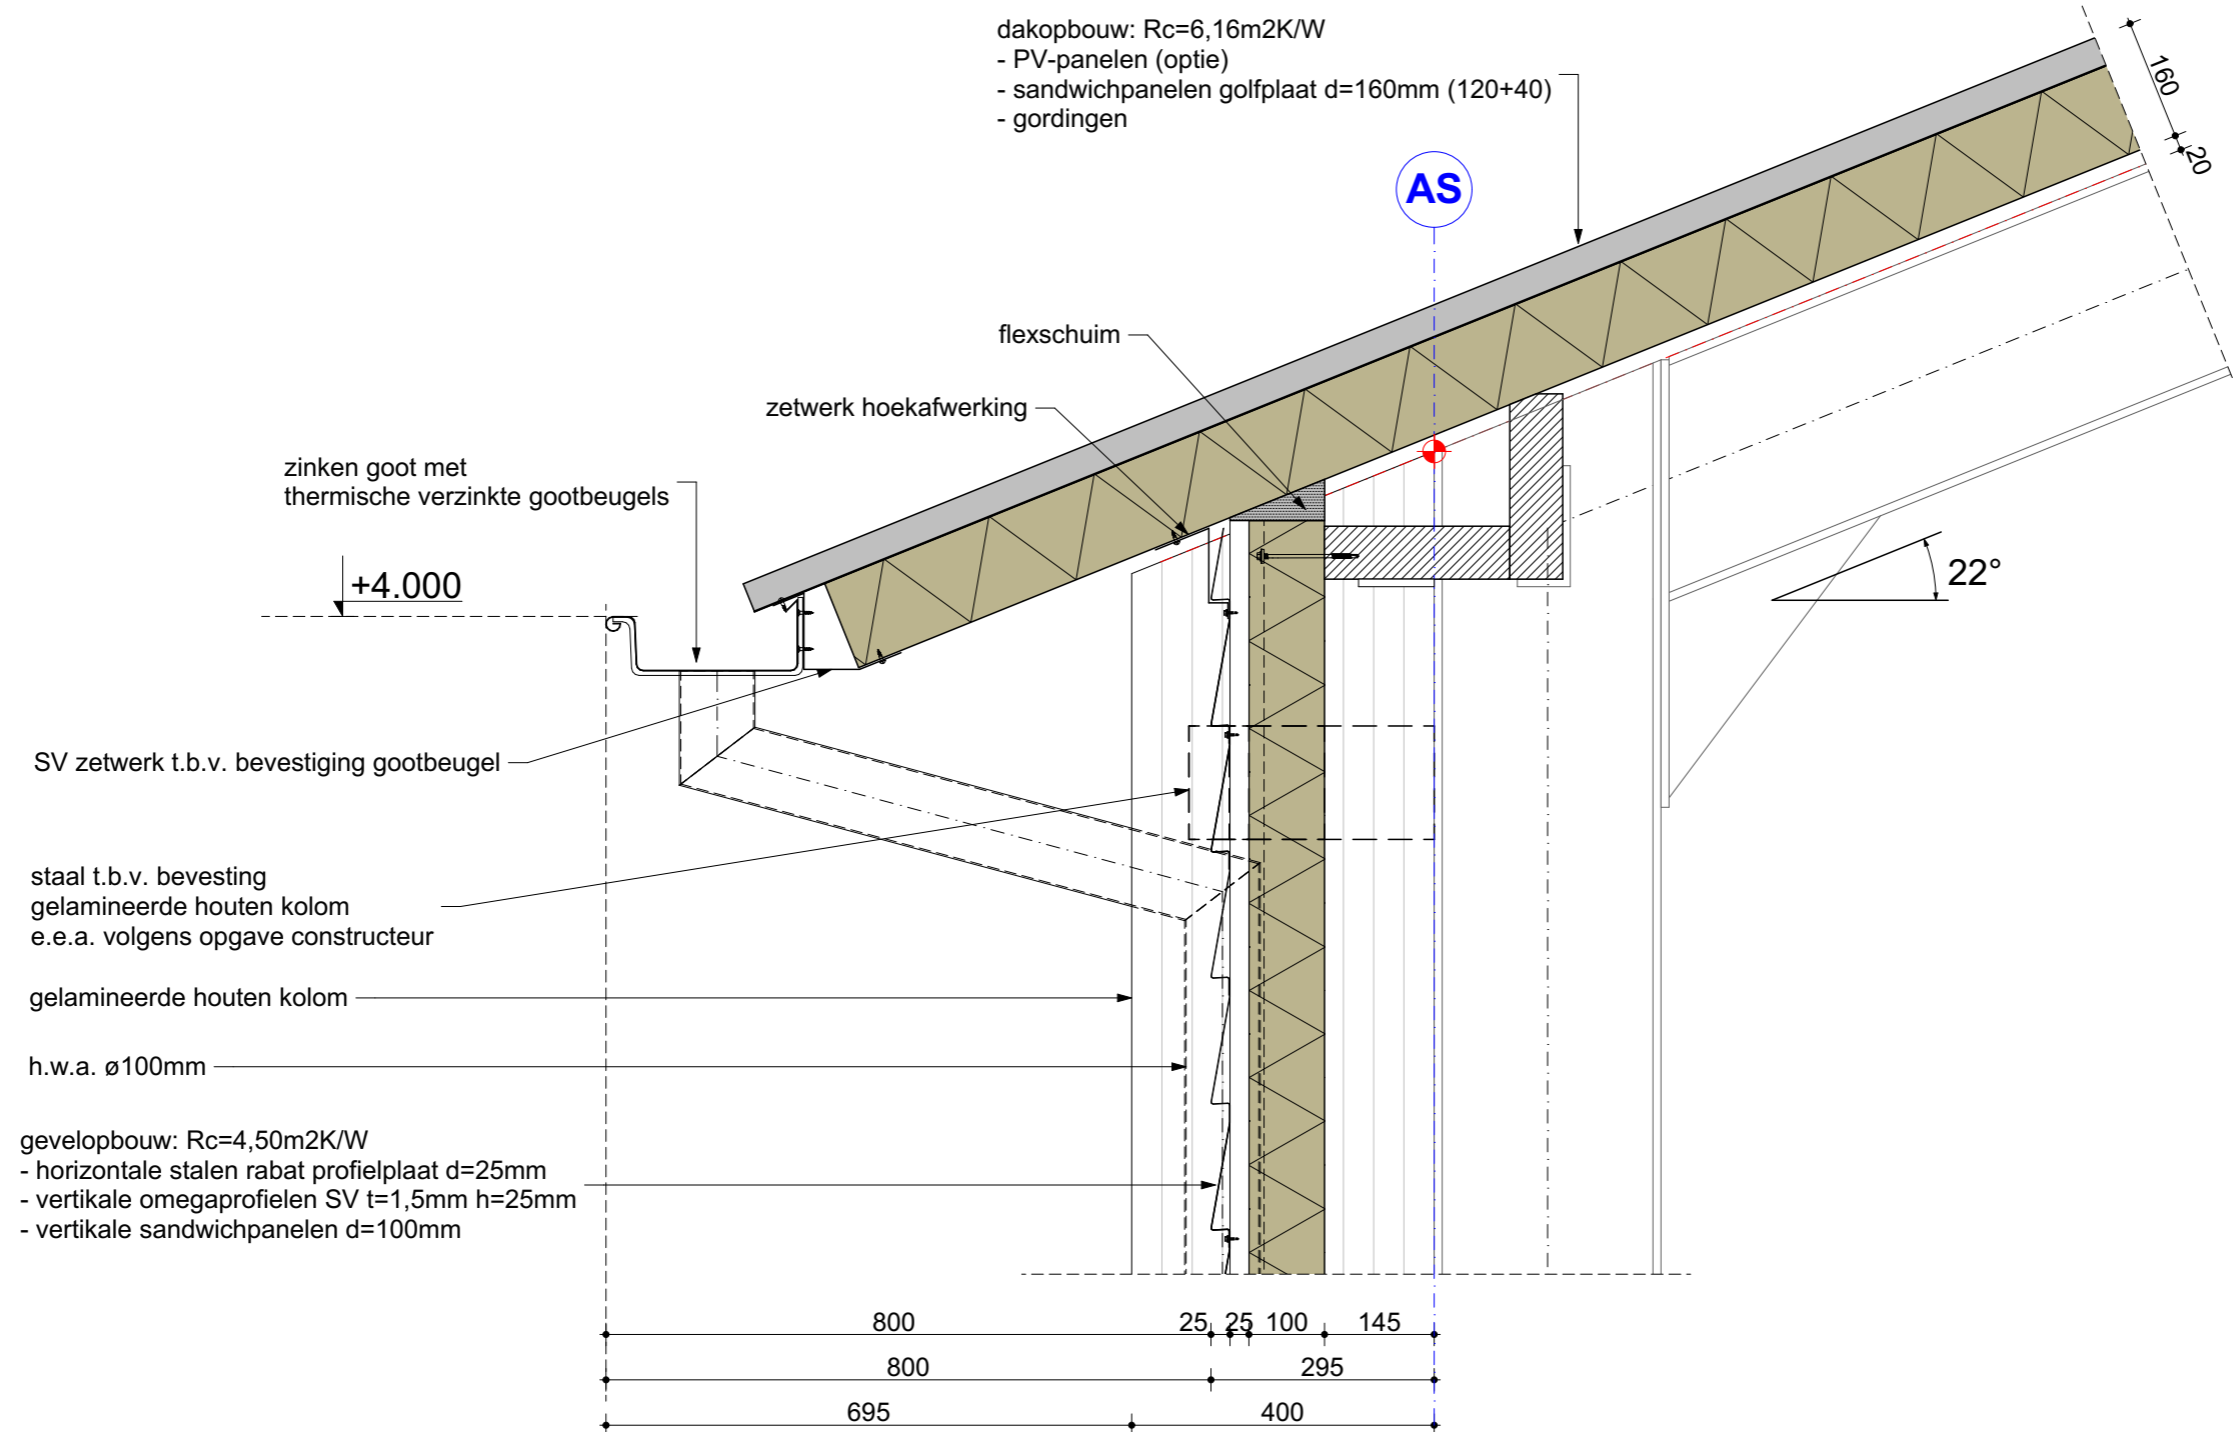 dakopbouw: Rc=6,16m2K/W
- PV-panelen (optie)
- sandwichpanelen golfplaat d=160mm (120+40)
- gordingen
160
20
AS
flexschuim
zetwerk hoekafwerking
zinken goot met
thermische verzinkte gootbeugels
+4.000
22°
SV zetwerk t.b.v. bevestiging gootbeugel
staal t.b.v. bevesting
gelamineerde houten kolom
e.e.a. volgens opgave constructeur
gelamineerde houten kolom
h.w.a. ø100mm
gevelopbouw: Rc=4,50m2K/W
- horizontale stalen rabat profielplaat d=25mm
- vertikale omegaprofielen SV t=1,5mm h=25mm
- vertikale sandwichpanelen d=100mm
800 25 25 100 145
800 295
695 400